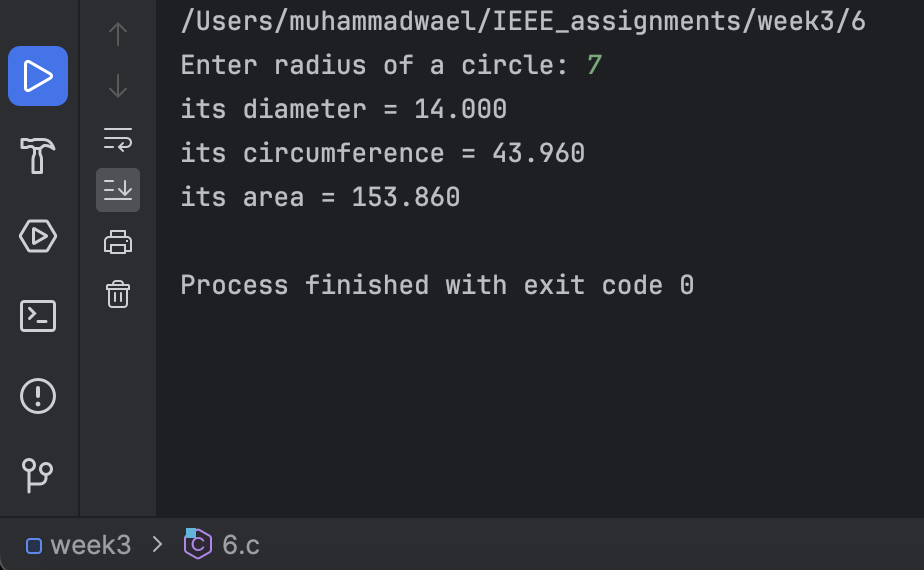 /Users/muhammadwael/IEEE_assignments/week3/6
Enter radius of a circle: 7
its diameter = 14.000
its circumference = 43.960
its area = 153.860
Process finished with exit code 0
week3 > 6.c